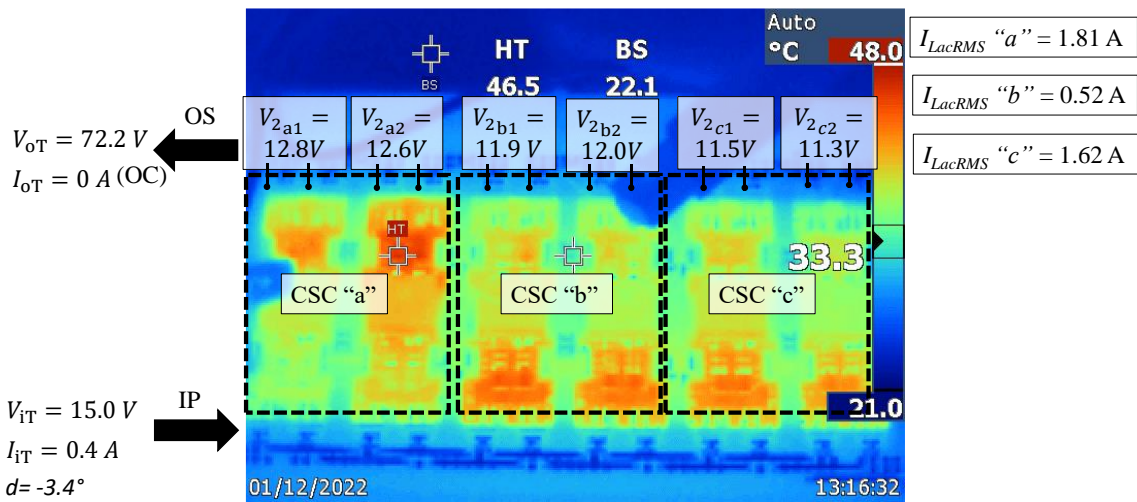 Auto
°C 48.0
HT BS
46.5 22.1
BS
I_LacRMS “a” = 1.81 A
I_LacRMS “b” = 0.52 A
I_LacRMS “c” = 1.62 A
OS
V_oT = 72.2 V
I_oT = 0 A (OC)
V_2a1 =
12.8V
V_2a2 =
12.6V
V_2b1 =
11.9 V
V_2b2 =
12.0V
V_2c1 =
11.5V
V_2c2 =
11.3V
HT
33.3
CSC “a”
CSC “b”
CSC “c”
21.0
IP
V_iT = 15.0 V
I_iT = 0.4 A
d= -3.4°
01/12/2022
13:16:32